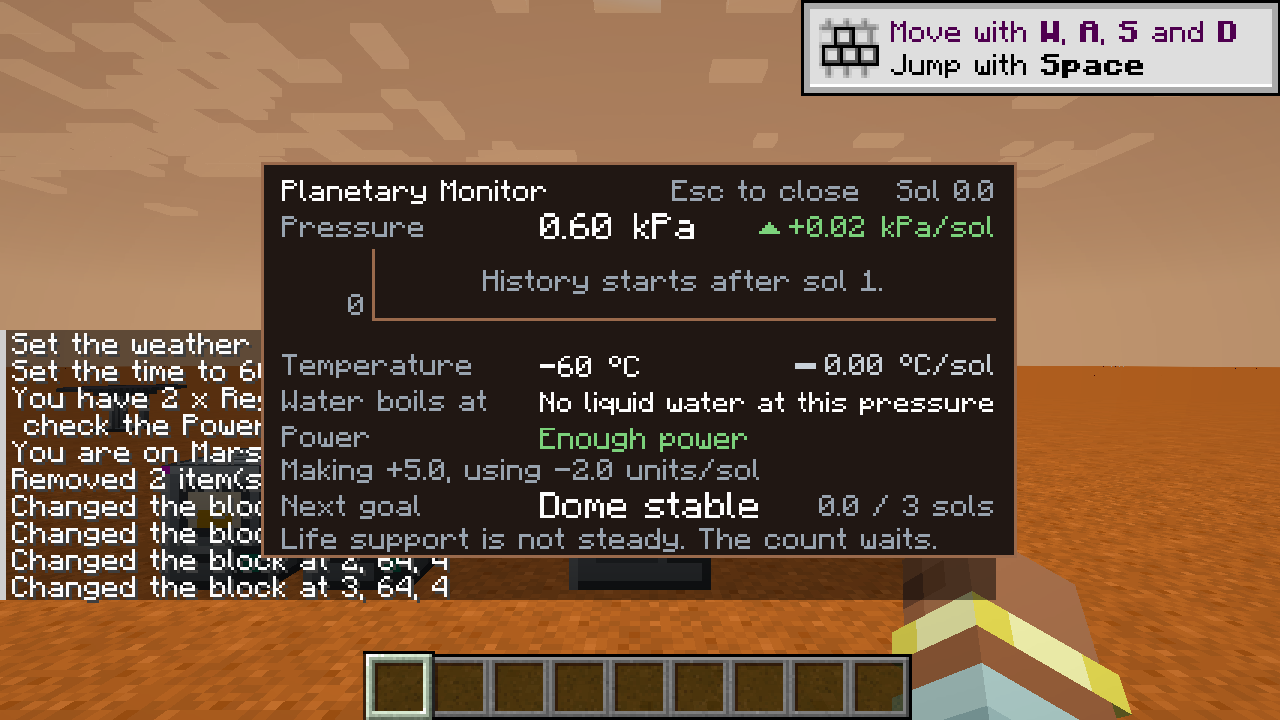 Move with W, A, S and D
Jump with Space
Planetary Monitor Esc to close Sol 0.0
Pressure 0.60 kPa +0.02 kPa/sol
History starts after sol 1.
0
Temperature -60 °C 0.00 °C/sol
Water boils at No liquid water at this pressure
Power Enough power
Making +5.0, using -2.0 units/sol
Next goal Dome stable 0.0 / 3 sols
Life support is not steady. The count waits.
Set the weather
Set the time to
You have 2 x
check the Power
You are on Mars
Removed 2 item(s
Changed the
Changed the
Changed the block at 2, 64, 4
Changed the block at 3, 64, 4